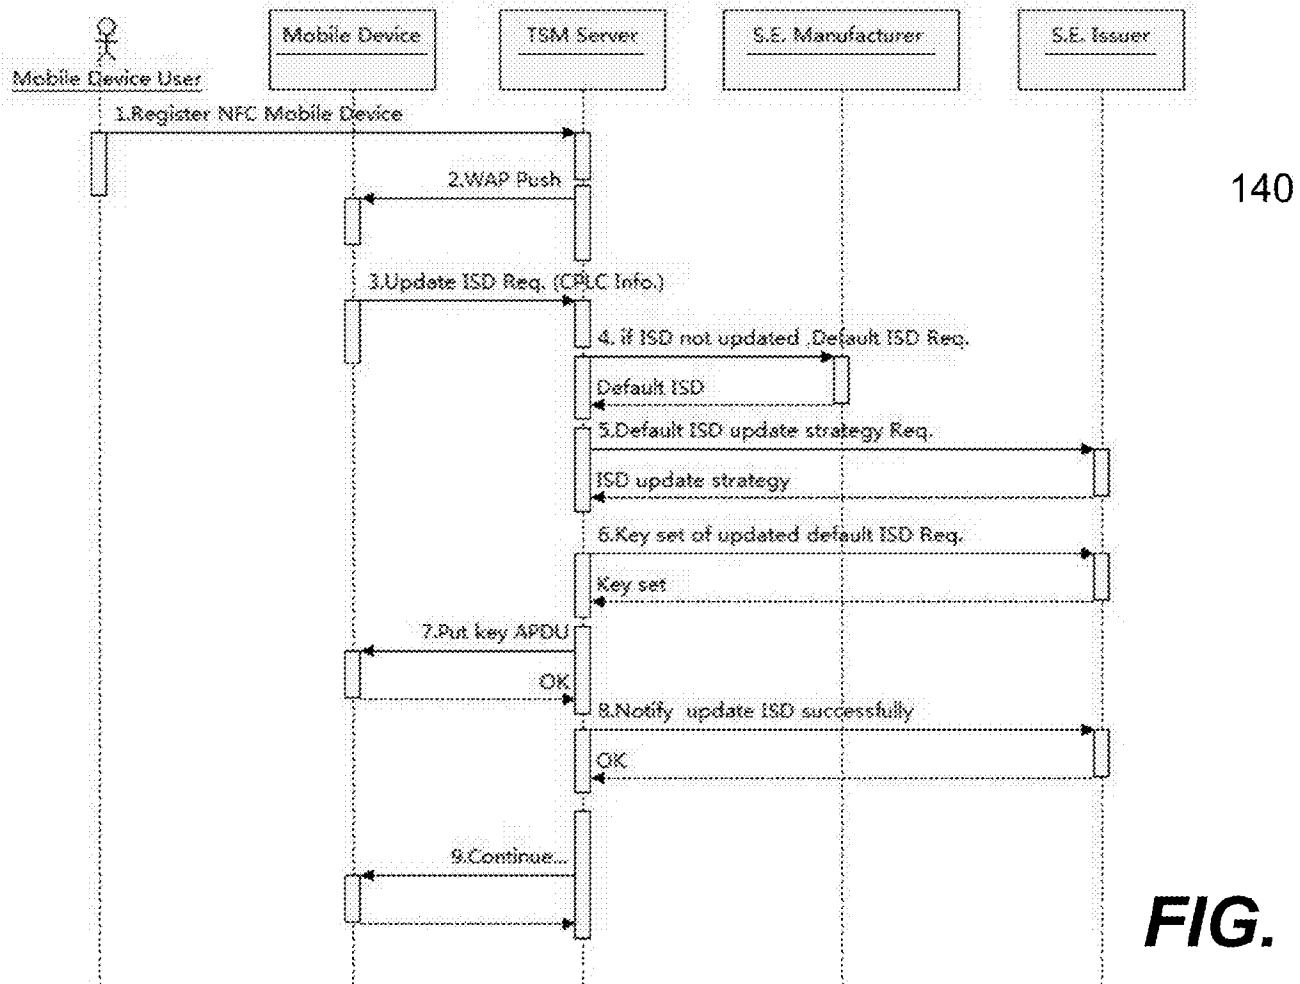 Mobile Device
TSM Server
S.E. Manufacturer
S.E. Issuer
Mobile Device User
1.Register NFC Mobile Device
2.WAP Push
140
3.Update ISD Req. (CPLC Info.)
4. if ISD not updated ,Default ISD Req.
Default ISD
5.Default ISD update strategy Req.
ISD update strategy
6.Key set of updated default ISD Req.
Key set
7.Put key APDU
OK
8.Notify update ISD successfully
OK
9.Continue...
FIG.